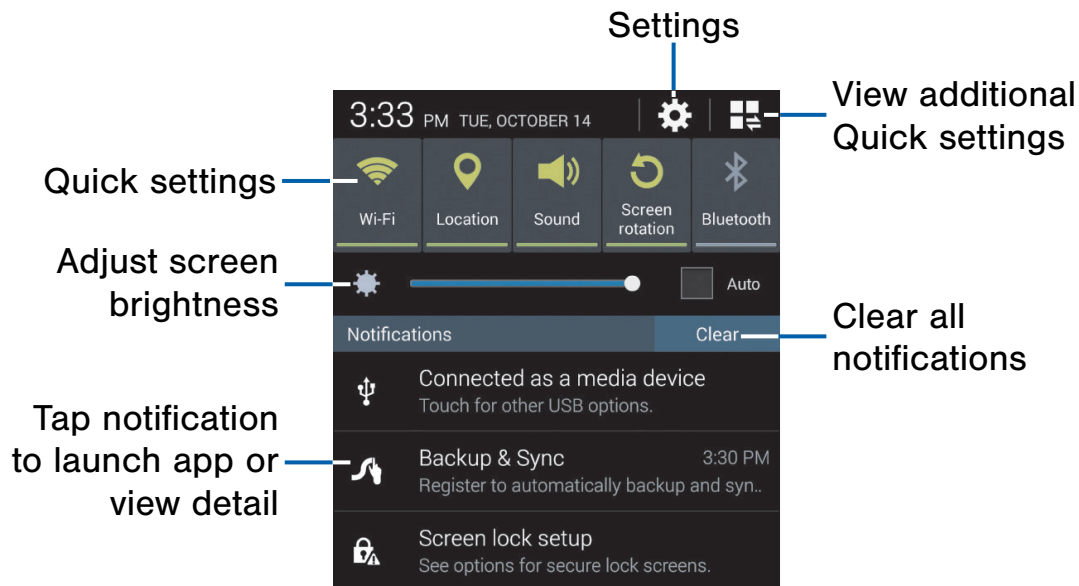 Settings
View additional
Quick settings
3:33 PM TUE, OCTOBER 14
Quick settings
Wi-Fi
Location
Sound
Screen
rotation
Bluetooth
Adjust screen
brightness
Auto
Notifications
Clear
Clear all
notifications
Connected as a media device
Touch for other USB options.
Tap notification
to launch app or
view detail
Backup & Sync 3:30 PM
Register to automatically backup and syn..
Screen lock setup
See options for secure lock screens.